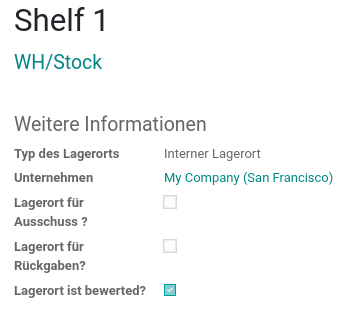 Shelf 1
WH/Stock
Weitere Informationen
Typ des Lagerorts Interner Lagerort
Unternehmen My Company (San Francisco)
Lagerort für
Ausschuss ?
Lagerort für
Rückgaben?
Lagerort ist bewerted?